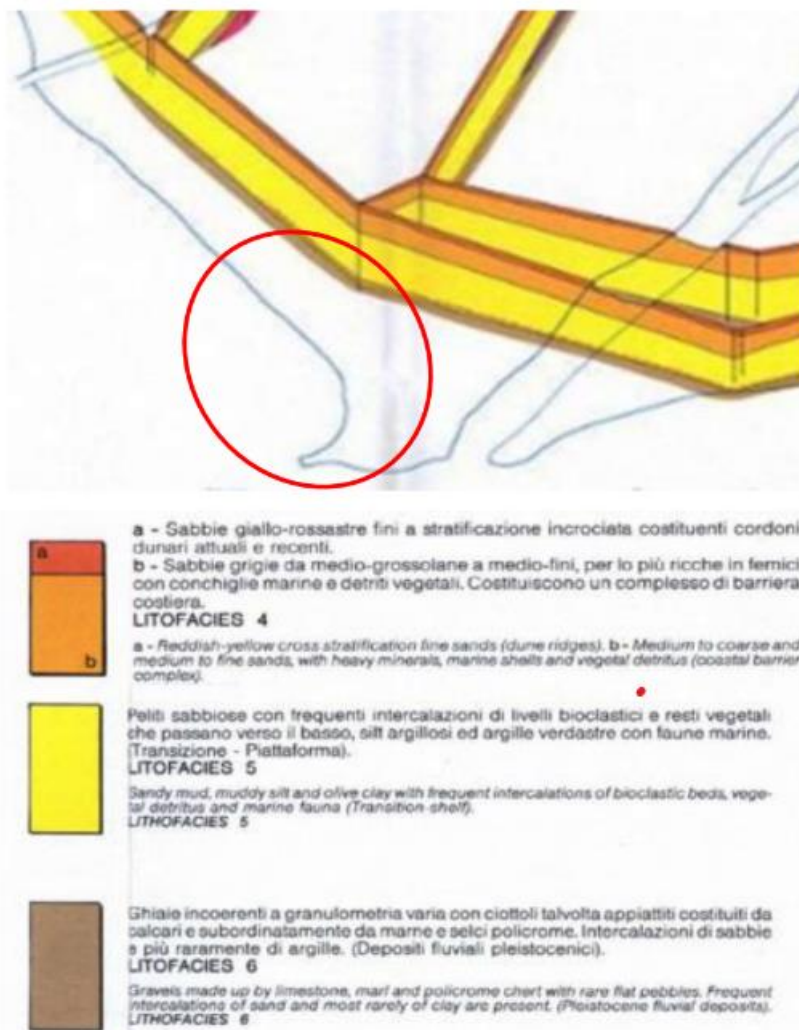 a - Sabbie giallo-rossastre fini a stratificazione incrociata costituenti cordoni
dunari attuali e recenti.
b - Sabbie grigie da medio-grossolane a medio-fini, per lo più ricche in femici
con conchiglie marine e detriti vegetali. Costituiscono un complesso di barriera
costiera.
LITOFACIES 4
a
b
a - Reddish-yellow cross stratification fine sands (dune ridges). b - Medium to coarse and
medium to fine sands, with heavy minerals, marine shells and vegetal detritus (coastal barrier
complex).
Peliti sabbiose con frequenti intercalazioni di livelli bioclastici e resti vegetali
che passano verso il basso, silt argillosi ed argille verdastre con faune marine.
(Transizione - Piattaforma).
LITOFACIES 5
Sandy mud, muddy silt and olive clay with frequent intercalations of bioclastic beds, vege-
tal detritus and marine fauna (Transition-shelf).
LITHOFACIES 5
Ghiaie incoerenti a granulometria varia con ciottoli talvolta appiattiti costituiti da
calcari e subordinatamente da marne e selci policrome. Intercalazioni di sabbie
e più raramente di argille. (Depositi fluviali pleistocenici).
LITOFACIES 6
Gravels made up by limestone, marl and policrome chert with rare flat pebbles. Frequent
intercalations of sand and most rarely of clay are present. (Pleistocene fluvial deposits).
LITHOFACIES 6